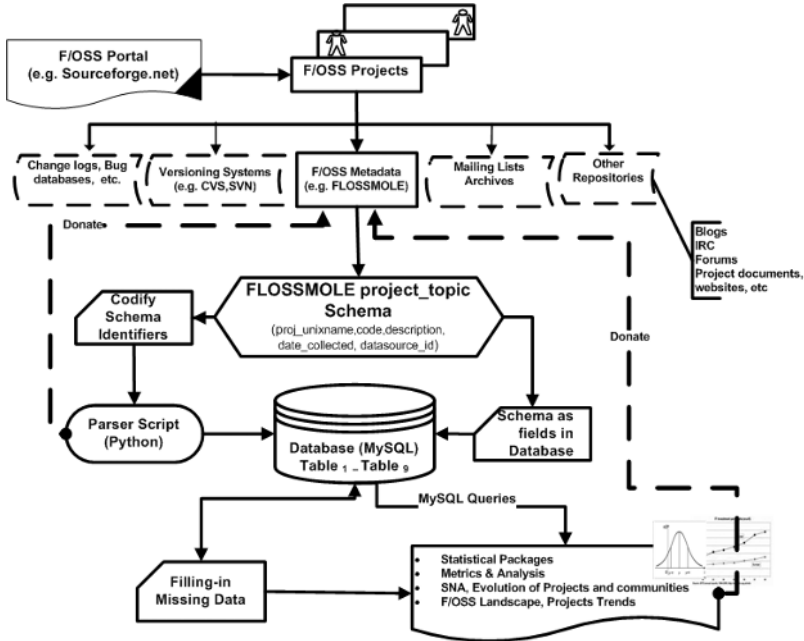 F/OSS Portal
(e.g. Sourceforge.net)
F/OSS Projects
Change logs, Bug
databases, etc.
Versioning Systems
(e.g. CVS,SVN)
F/OSS Metadata
(e.g. FLOSSMOLE)
Mailing Lists
Archives
Other
Repositories
Donate
Blogs
IRC
Forums
Project documents,
websites, etc
Codify
Schema
Identifiers
FLOSSMOLE project_topic
Schema
(proj_unixname,code,description,
date_collected, datasource_id)
Donate
Parser Script
(Python)
Database (MySQL)
Table 1 – Table 9
Schema as
fields in
Database
MySQL Queries
Filling-in
Missing Data
• Statistical Packages
• Metrics & Analysis
• SNA, Evolution of Projects and communities
• F/OSS Landscape, Projects Trends